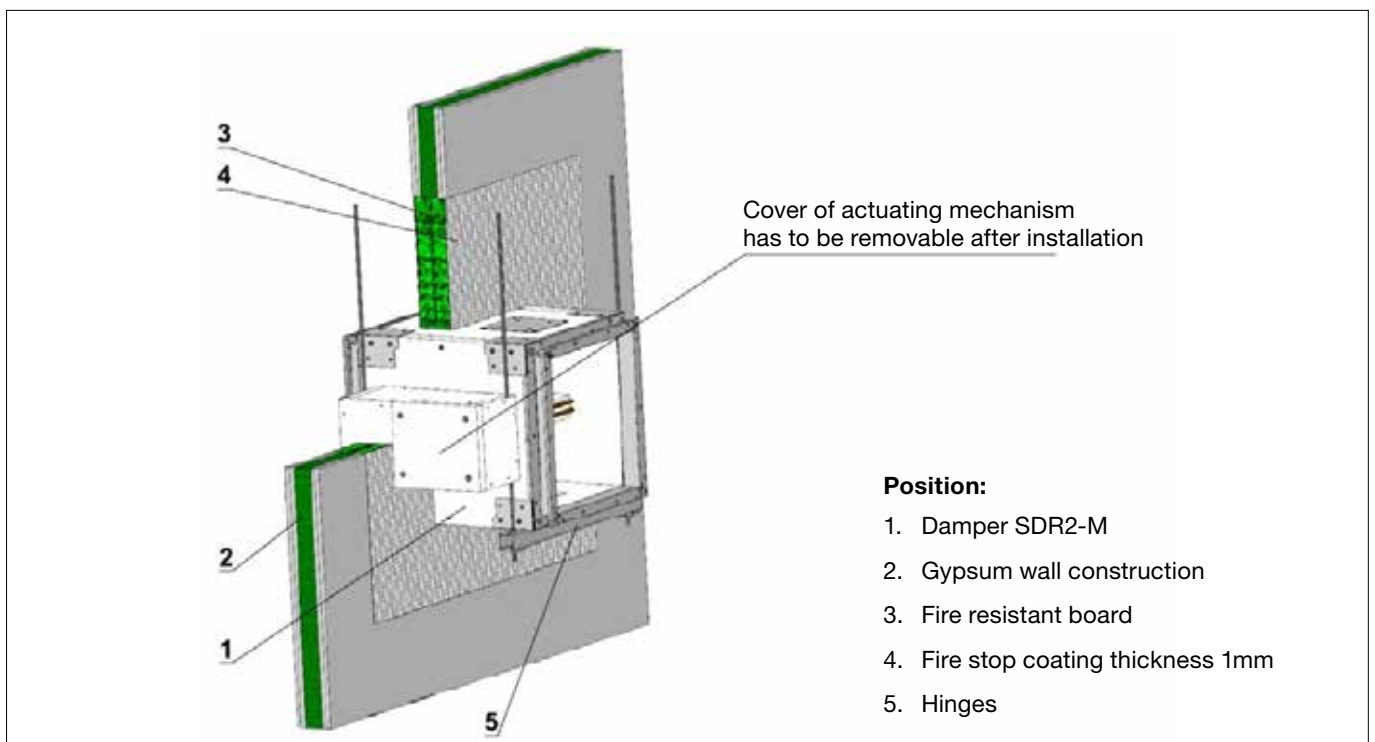 3
4
Cover of actuating mechanism
has to be removable after installation
2
1
5
Position:
1. Damper SDR2-M
2. Gypsum wall construction
3. Fire resistant board
4. Fire stop coating thickness 1mm
5. Hinges